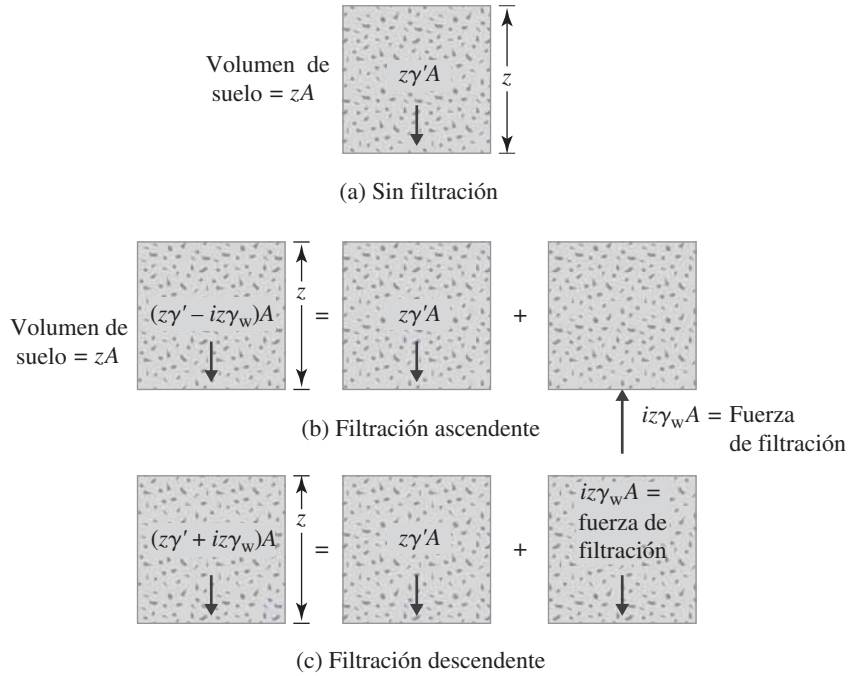 Volumen de
suelo = zA
zγ′A
z
(a) Sin filtración
Volumen de
suelo = zA
(zγ′ – izγw)A
z
=
zγ′A
+
izγwA = Fuerza
de filtración
(b) Filtración ascendente
(zγ′ + izγw)A
z
=
zγ′A
+
izγwA =
fuerza de
filtración
(c) Filtración descendente